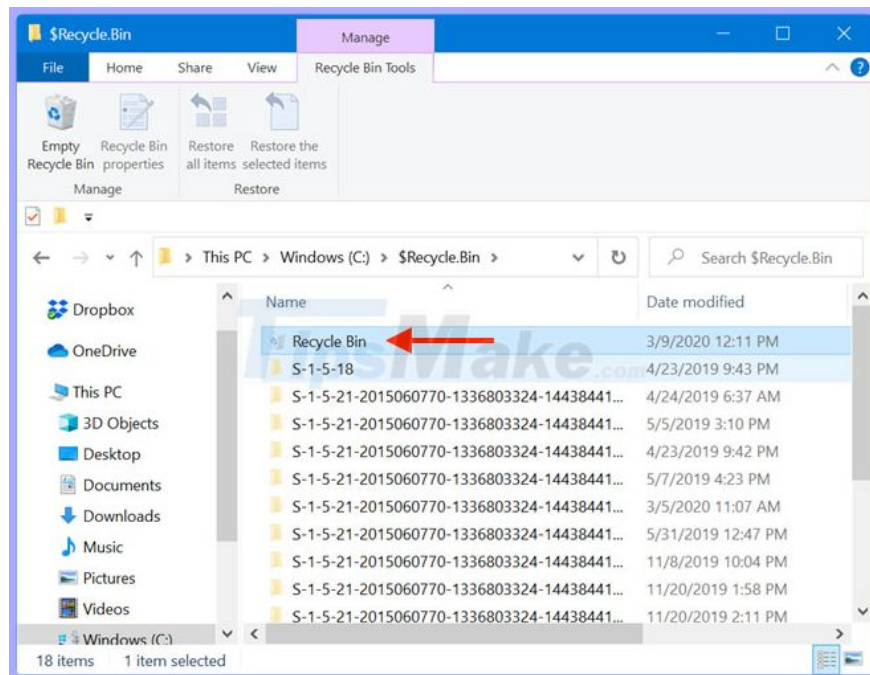 $Recycle.Bin
Manage
File Home Share View Recycle Bin Tools
Empty Recycle Bin
Recycle Bin properties
Restore all items
Restore the selected items
Manage
Restore
This PC > Windows (C:) > $Recycle.Bin >
Search $Recycle.Bin
Dropbox
OneDrive
This PC
3D Objects
Desktop
Documents
Downloads
Music
Pictures
Videos
Windows (C:)
Name Date modified
Recycle Bin 3/9/2020 12:11 PM
S-1-5-18 4/23/2019 9:43 PM
S-1-5-21-2015060770-1336803324-14438441... 4/24/2019 6:37 AM
S-1-5-21-2015060770-1336803324-14438441... 5/5/2019 3:10 PM
S-1-5-21-2015060770-1336803324-14438441... 4/23/2019 9:42 PM
S-1-5-21-2015060770-1336803324-14438441... 5/7/2019 4:23 PM
S-1-5-21-2015060770-1336803324-14438441... 3/5/2020 11:07 AM
S-1-5-21-2015060770-1336803324-14438441... 5/31/2019 12:47 PM
S-1-5-21-2015060770-1336803324-14438441... 11/8/2019 10:04 PM
S-1-5-21-2015060770-1336803324-14438441... 11/20/2019 1:58 PM
S-1-5-21-2015060770-1336803324-14438441... 11/20/2019 2:11 PM
TipsMake.com
18 items 1 item selected